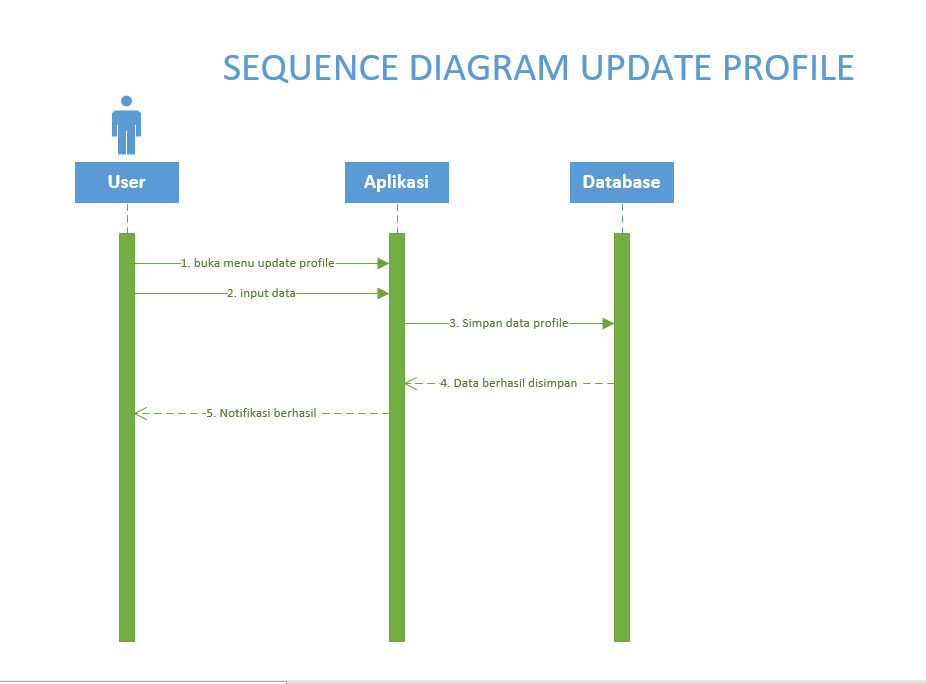 SEQUENCE DIAGRAM UPDATE PROFILE
User
Aplikasi
Database
1. buka menu update profile
2. input data
3. Simpan data profile
4. Data berhasil disimpan
5. Notifikasi berhasil